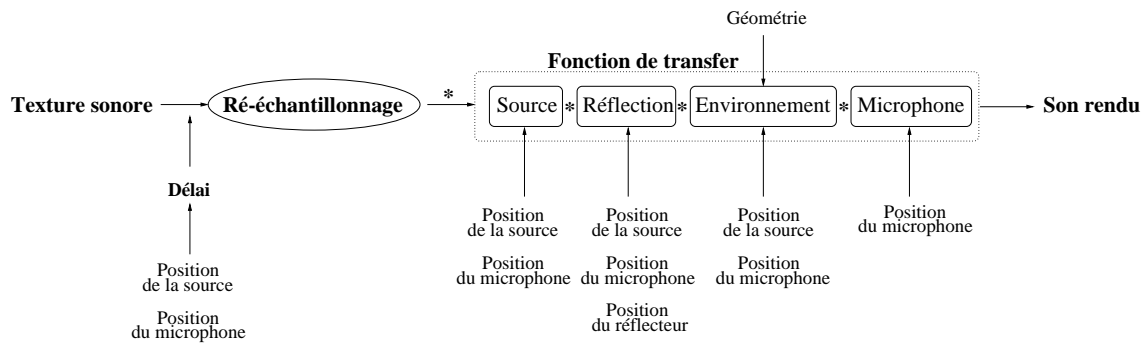 Géométrie
Fonction de transfer
Texture sonore
Ré-échantillonnage
*
Source * Réflection * Environnement * Microphone
Son rendu
Délai
Position
de la source
Position
du microphone
Position
de la source
Position
du microphone
Position
de la source
Position
du microphone
Position
du réflecteur
Position
de la source
Position
du microphone
Position
du microphone